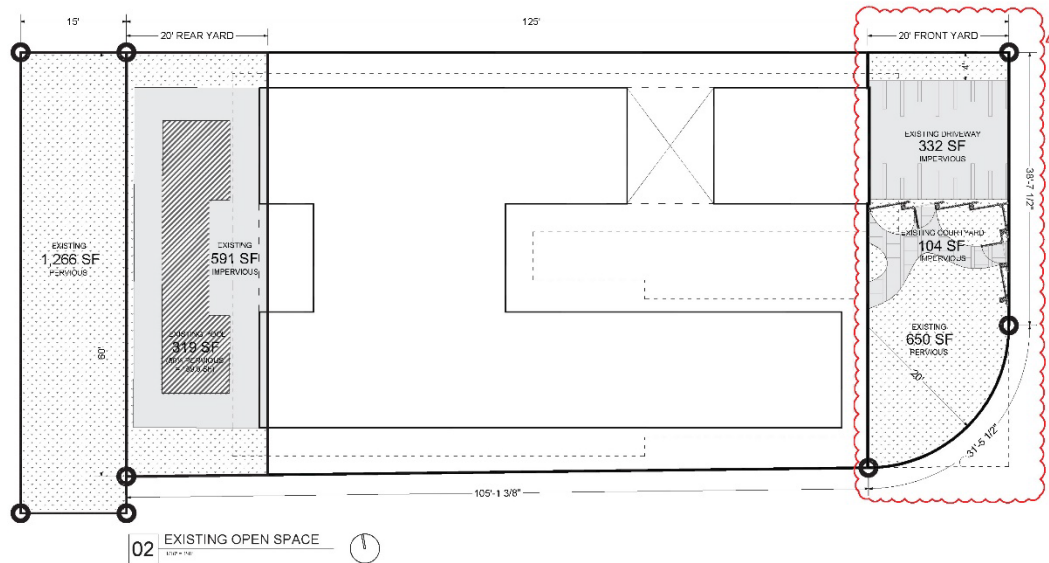 15'
125'
20' REAR YARD
20' FRONT YARD
4'
EXISTING DRIVEWAY
332 SF
IMPERVIOUS
38'-7 1/2"
EXISTING COURTYARD
104 SF
IMPERVIOUS
EXISTING
1,266 SF
PERVIOUS
EXISTING
591 SF
IMPERVIOUS
EXISTING POOL
319 SF
60'
EXISTING
650 SF
PERVIOUS
20'
31'-5 1/2"
105'-1 3/8"
02 EXISTING OPEN SPACE